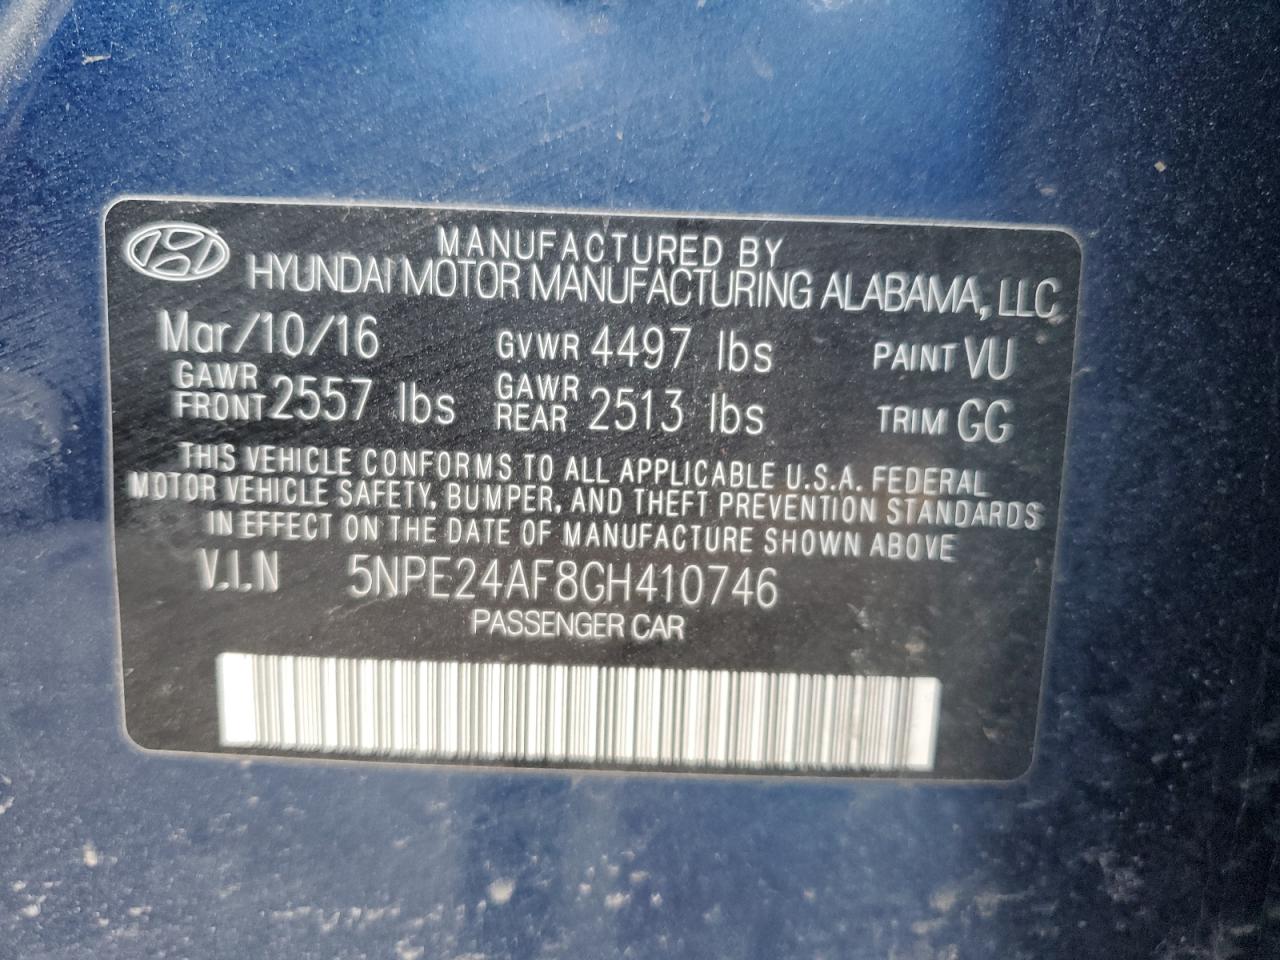 MANUFACTURED BY
HYUNDAI MOTOR MANUFACTURING ALABAMA, LLC
Mar/10/16 GVWR 4497 lbs PAINT VU
GAWR FRONT 2557 lbs GAWR REAR 2513 lbs TRIM GG
THIS VEHICLE CONFORMS TO ALL APPLICABLE U.S.A. FEDERAL
MOTOR VEHICLE SAFETY, BUMPER, AND THEFT PREVENTION STANDARDS
IN EFFECT ON THE DATE OF MANUFACTURE SHOWN ABOVE
V.I.N 5NPE24AF8GH410746
PASSENGER CAR